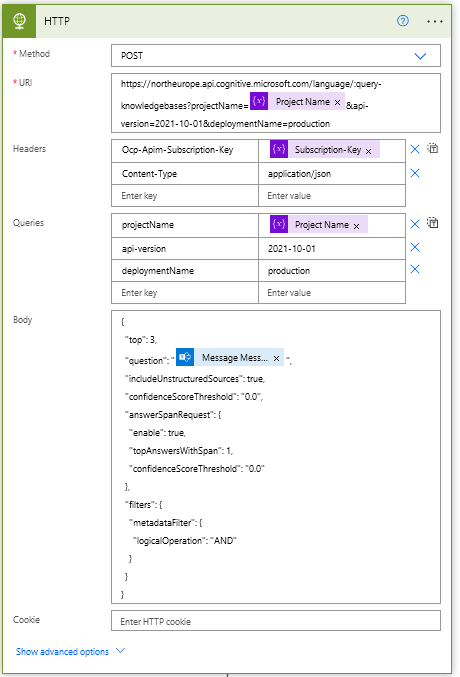 HTTP
* Method
POST
* URI
https://northeurope.api.cognitive.microsoft.com/language/:query-
knowledgebases?projectName= {x} Project Name × &api-
version=2021-10-01&deploymentName=production
Headers
Ocp-Apim-Subscription-Key {x} Subscription-Key ×
Content-Type application/json
Enter key Enter value
Queries
projectName {x} Project Name ×
api-version 2021-10-01
deploymentName production
Enter key Enter value
Body
{
"top": 3,
"question": " Message Mess... × ",
"includeUnstructuredSources": true,
"confidenceScoreThreshold": "0.0",
"answerSpanRequest": {
"enable": true,
"topAnswersWithSpan": 1,
"confidenceScoreThreshold": "0.0"
},
"filters": {
"metadataFilter": {
"logicalOperation": "AND"
}
}
}
Cookie
Enter HTTP cookie
Show advanced options